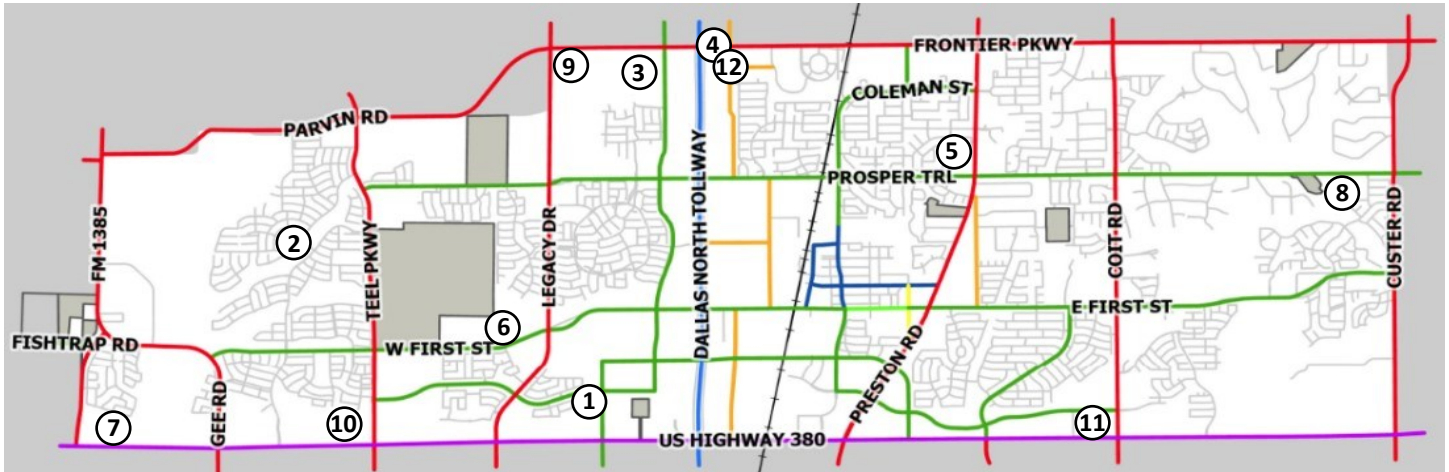 4
FRONTIER PKWY
9
3
12
COLEMAN ST
PARVIN RD
5
PROSPER TRL
8
FM 1385
2
TEEL PKWY
LEGACY DR
DALLAS NORTH TOLLWAY
COIT RD
CUSTER RD
E FIRST ST
6
FISHTRAP RD
W FIRST ST
PRESTON RD
GEE RD
1
7
10
11
US HIGHWAY 380